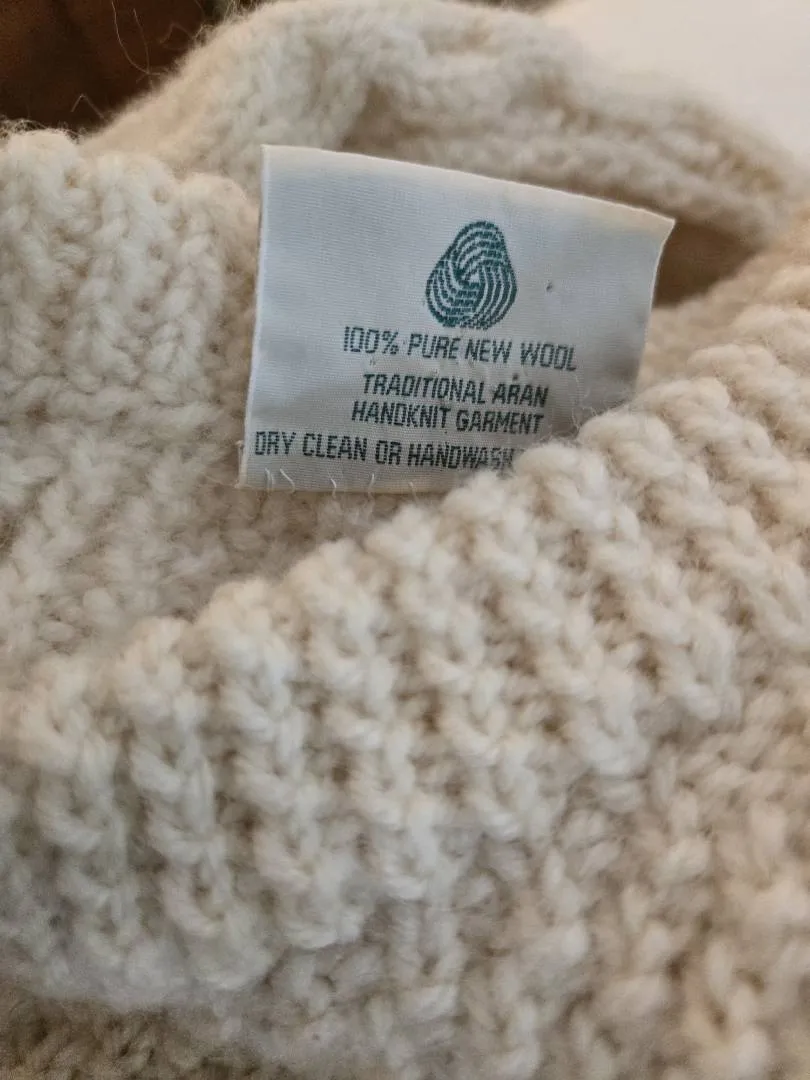 100% PURE NEW WOOL
TRADITIONAL ARAN
HANDKNIT GARMENT
DRY CLEAN OR HANDWASH